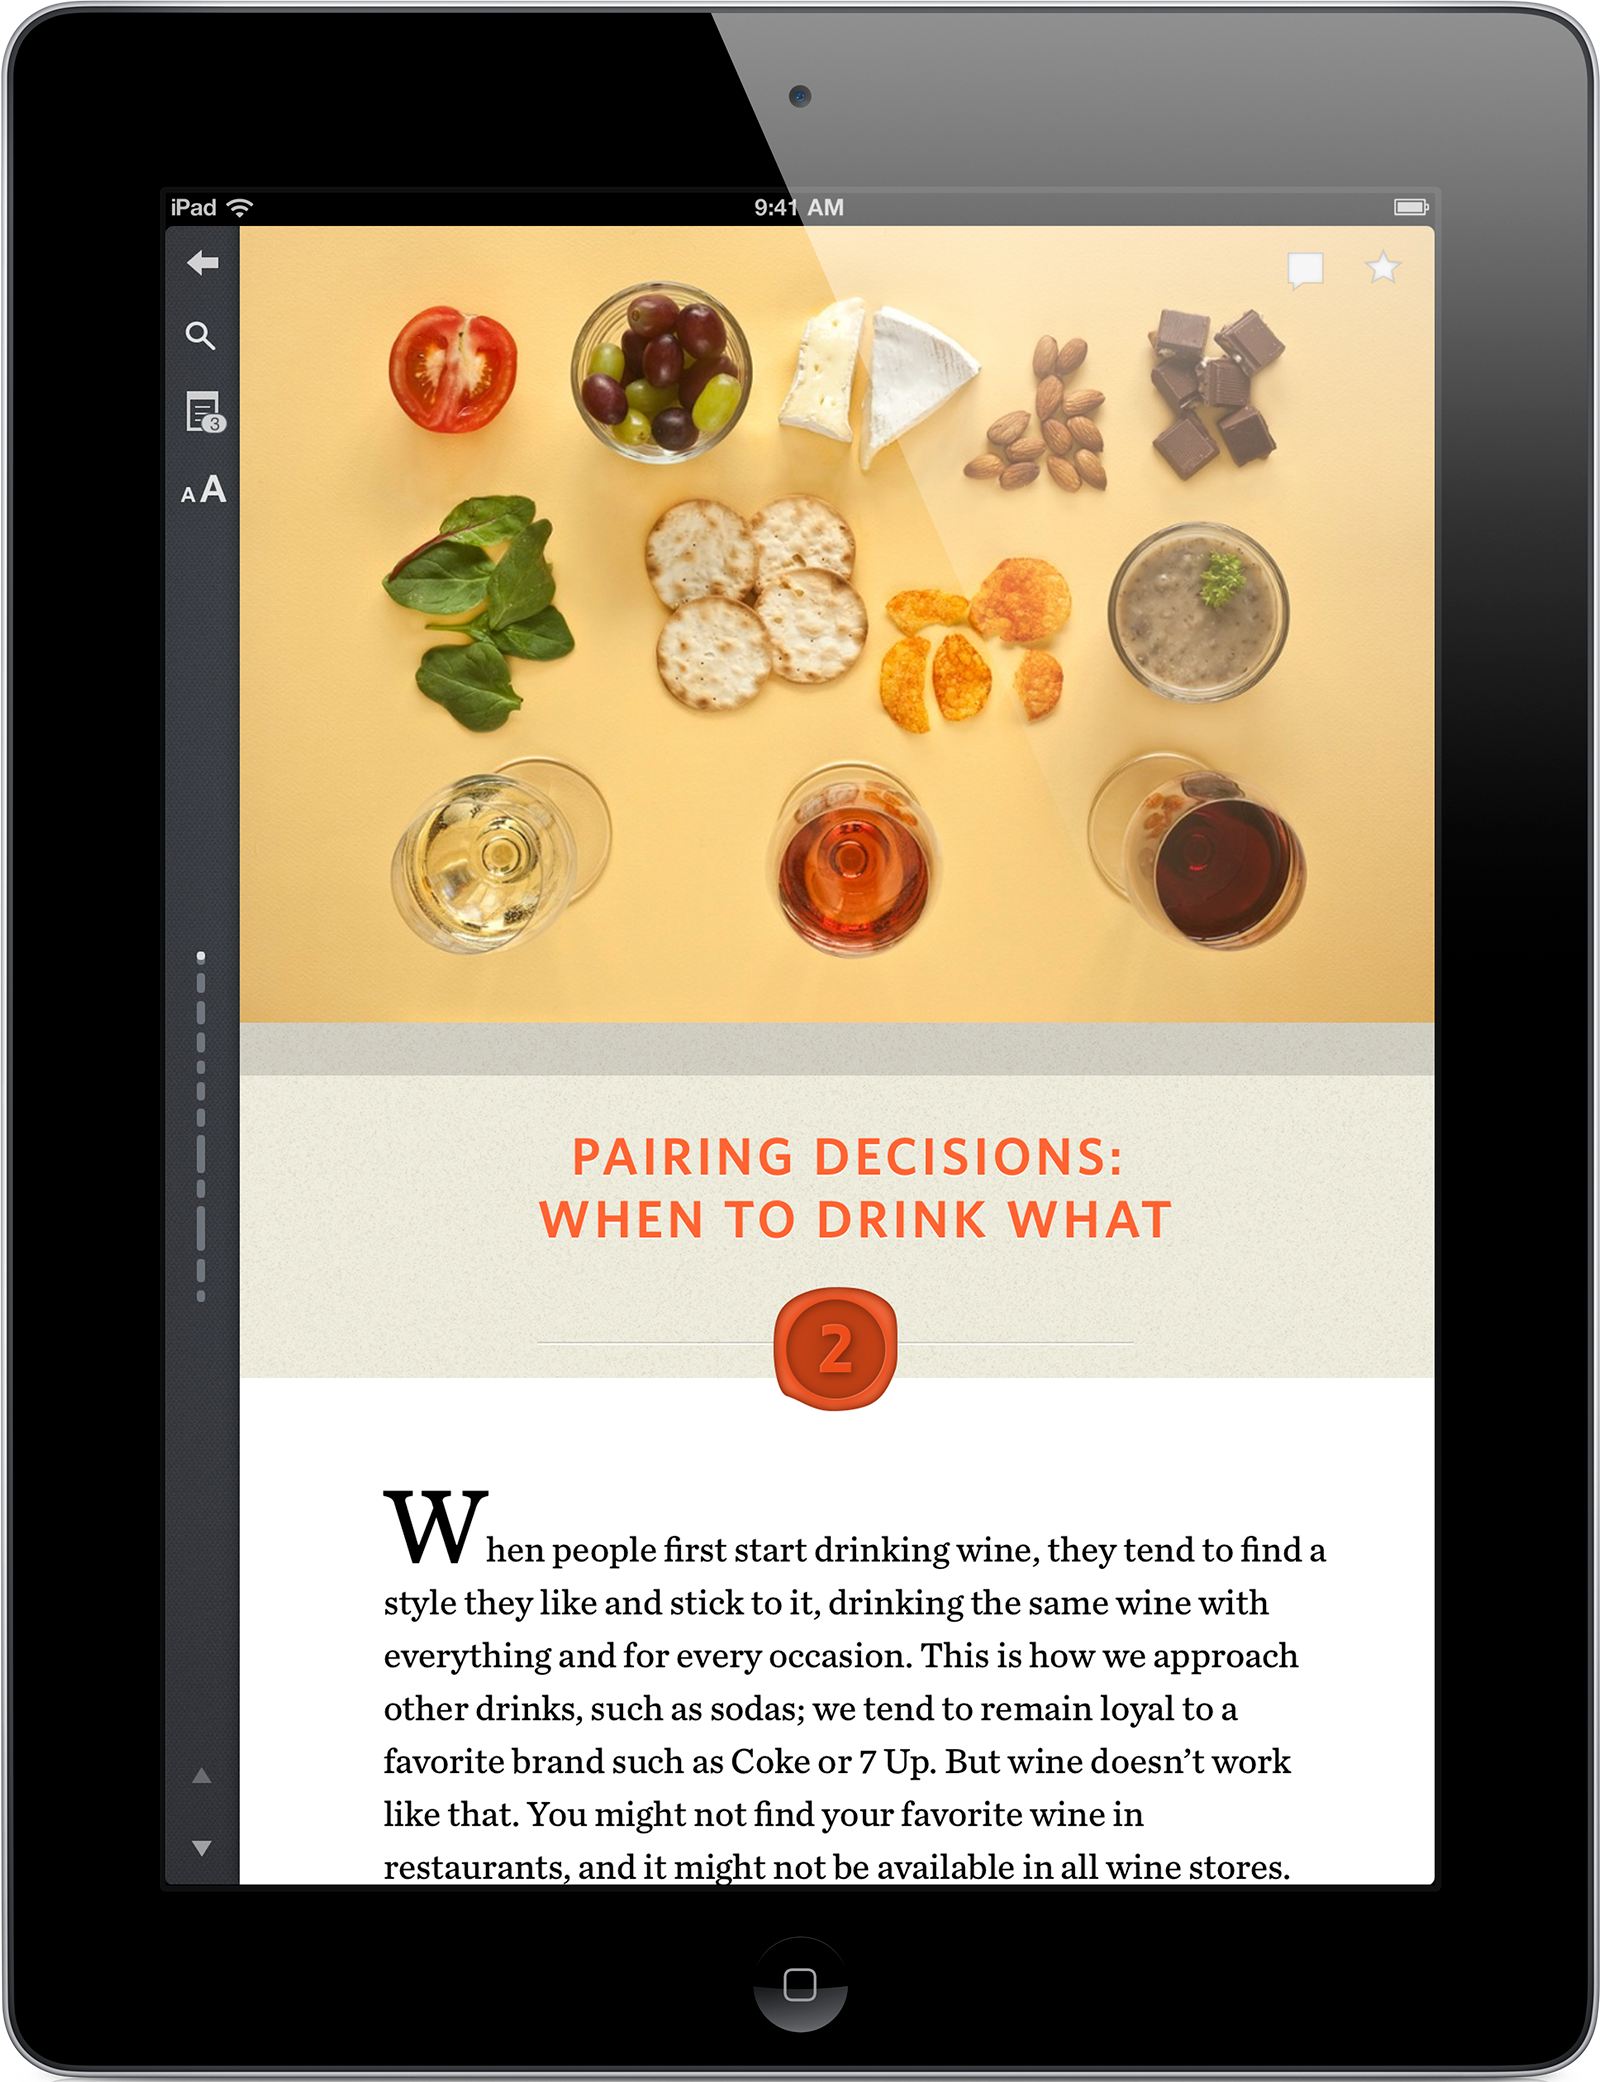 iPad
9:41 AM
3
AA
PAIRING DECISIONS:
WHEN TO DRINK WHAT
2
When people first start drinking wine, they tend to find a
style they like and stick to it, drinking the same wine with
everything and for every occasion. This is how we approach
other drinks, such as sodas; we tend to remain loyal to a
favorite brand such as Coke or 7 Up. But wine doesn’t work
like that. You might not find your favorite wine in
restaurants, and it might not be available in all wine stores.